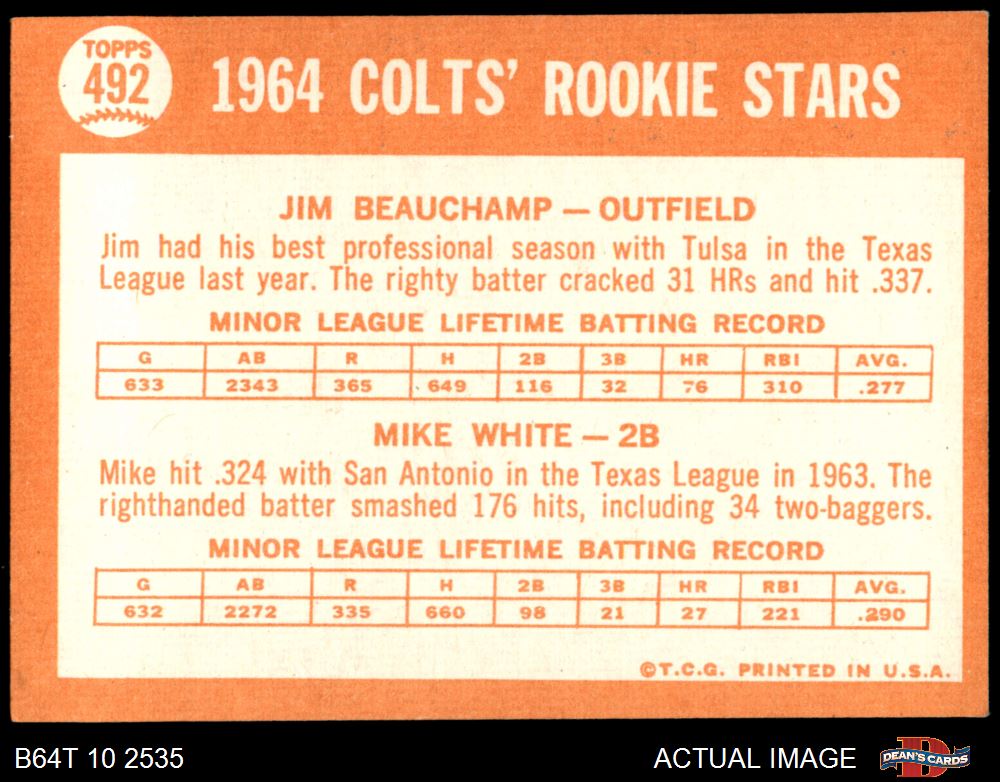 TOPPS
492
1964 COLTS' ROOKIE STARS
JIM BEAUCHAMP — OUTFIELD
Jim had his best professional season with Tulsa in the Texas
League last year. The righty batter cracked 31 HRs and hit .337.
MINOR LEAGUE LIFETIME BATTING RECORD
G AB R H 2B 3B HR RBI AVG.
633 2343 365 649 116 32 76 310 .277
MIKE WHITE — 2B
Mike hit .324 with San Antonio in the Texas League in 1963. The
righthanded batter smashed 176 hits, including 34 two-baggers.
MINOR LEAGUE LIFETIME BATTING RECORD
G AB R H 2B 3B HR RBI AVG.
632 2272 335 660 98 21 27 221 .290
©T.C.G. PRINTED IN U.S.A.
B64T 10 2535
ACTUAL IMAGE
D
DEAN'S CARDS